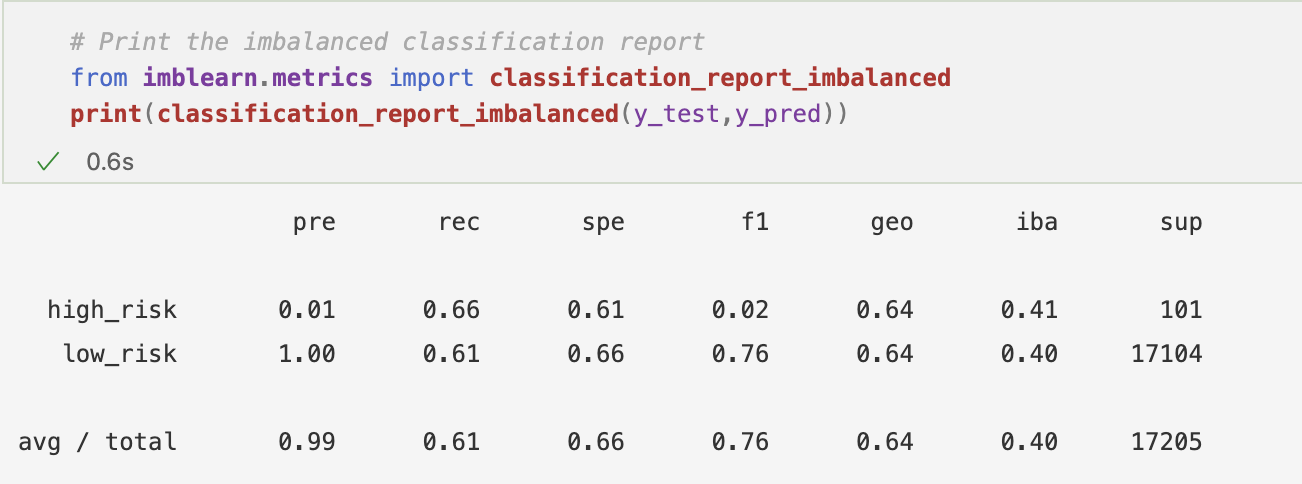 # Print the imbalanced classification report
from imblearn.metrics import classification_report_imbalanced
print(classification_report_imbalanced(y_test,y_pred))
0.6s
pre rec spe f1 geo iba sup
high_risk 0.01 0.66 0.61 0.02 0.64 0.41 101
low_risk 1.00 0.61 0.66 0.76 0.64 0.40 17104
avg / total 0.99 0.61 0.66 0.76 0.64 0.40 17205